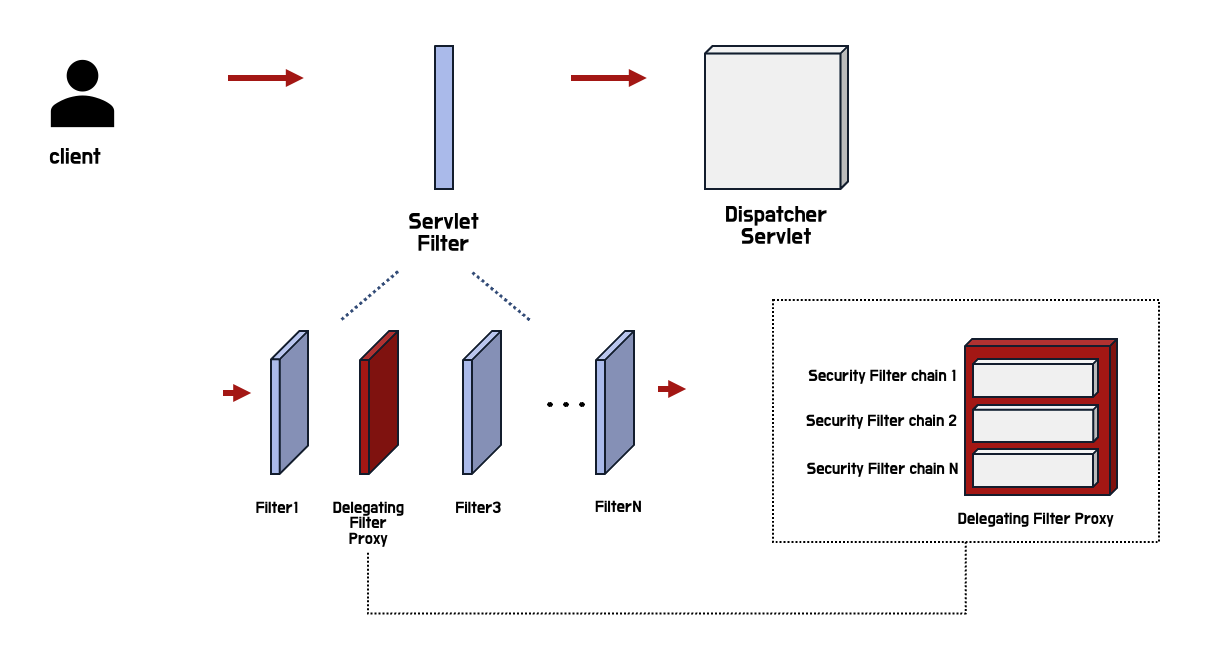 client
Servlet
Filter
Dispatcher
Servlet
Filter1
Delegating
Filter
Proxy
Filter3
FilterN
Security Filter chain 1
Security Filter chain 2
Security Filter chain N
Delegating Filter Proxy